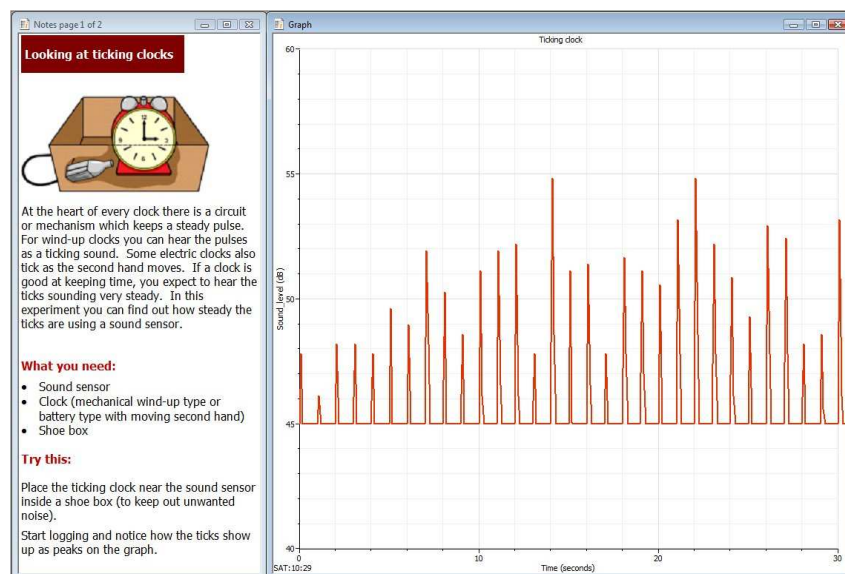 Notes page 1 of 2
Looking at ticking clocks
12
9
3
6
At the heart of every clock there is a circuit
or mechanism which keeps a steady pulse.
For wind-up clocks you can hear the pulses
as a ticking sound. Some electric clocks also
tick as the second hand moves. If a clock is
good at keeping time, you expect to hear the
ticks sounding very steady. In this
experiment you can find out how steady the
ticks are using a sound sensor.
What you need:
• Sound sensor
• Clock (mechanical wind-up type or
battery type with moving second hand)
• Shoe box
Try this:
Place the ticking clock near the sound sensor
inside a shoe box (to keep out unwanted
noise).
Start logging and notice how the ticks show
up as peaks on the graph.
Graph
Ticking clock
60
55
50
45
40
Sound_level (dB)
0
10
20
30
SAT:10:29
Time (seconds)